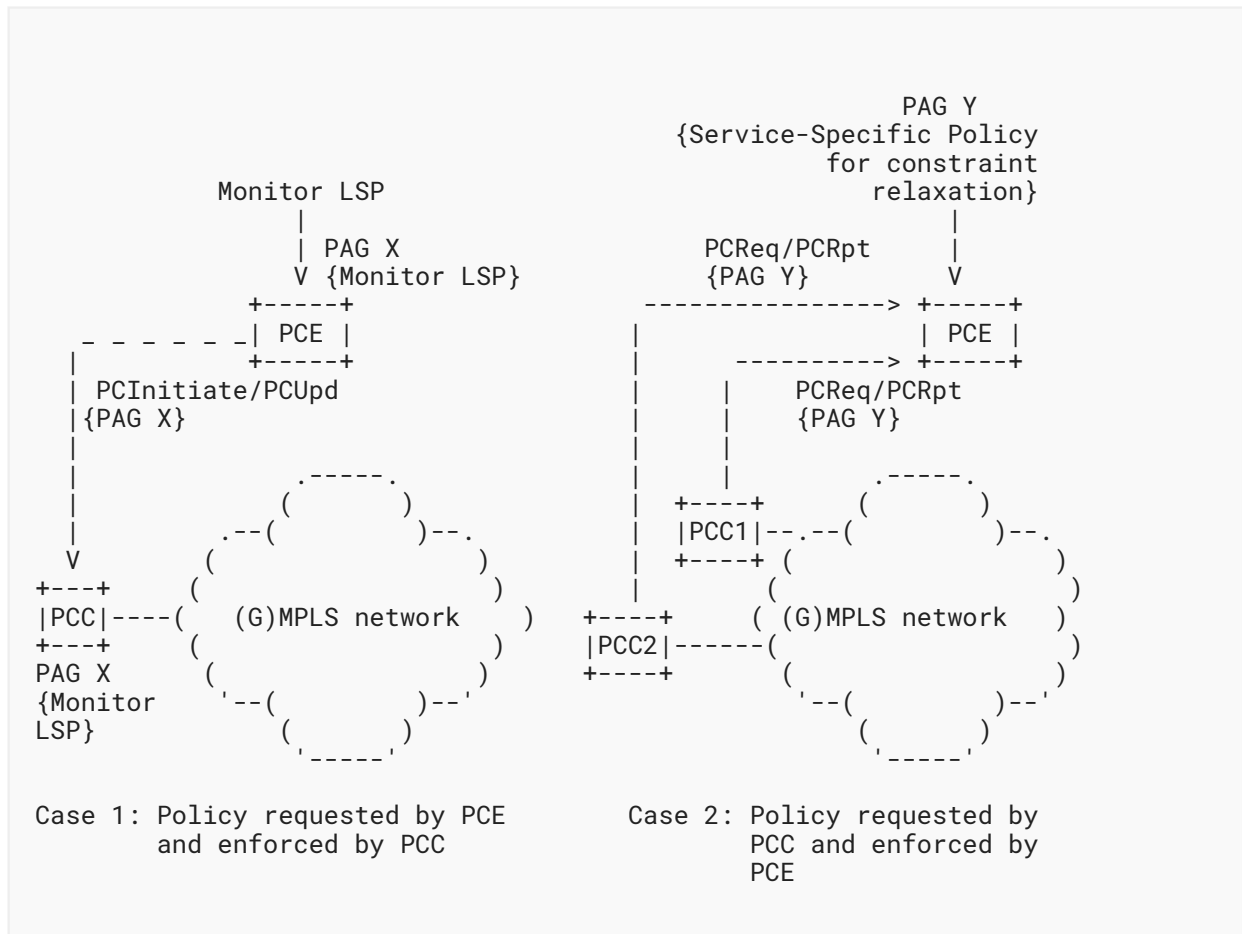 PAG Y
                                           {Service-Specific Policy
                                                     for constraint
            Monitor LSP                                 relaxation}
                 |                                           |
                 | PAG X                     PCReq/PCRpt     |
                 V {Monitor LSP}             {PAG Y}         V
              +-----+                    ----------------> +-----+
   _ _ _ _ _ _| PCE |                   |                  | PCE |
  |           +-----+                   |      ----------> +-----+
  | PCInitiate/PCUpd                    |     |    PCReq/PCRpt
  |{PAG X}                              |     |    {PAG Y}
  |                                     |     |
  |              .-----.                |     |         .-----.
  |             (       )               |  +----+      (       )
  |         .--(         )--.           |  |PCC1|--.--(         )--.
  V        (                 )          |  +----+ (                 )
+---+     (                   )         |        (                   )
|PCC|----(   (G)MPLS network    )   +----+     ( (G)MPLS network   )
+---+     (                   )     |PCC2|------(                   )
PAG X      (                 )      +----+       (                 )
{Monitor    '--(         )--'                     '--(         )--'
LSP}            (       )                             (       )
                 '-----'                               '-----'
Case 1: Policy requested by PCE        Case 2: Policy requested by
        and enforced by PCC                    PCC and enforced by
                                               PCE